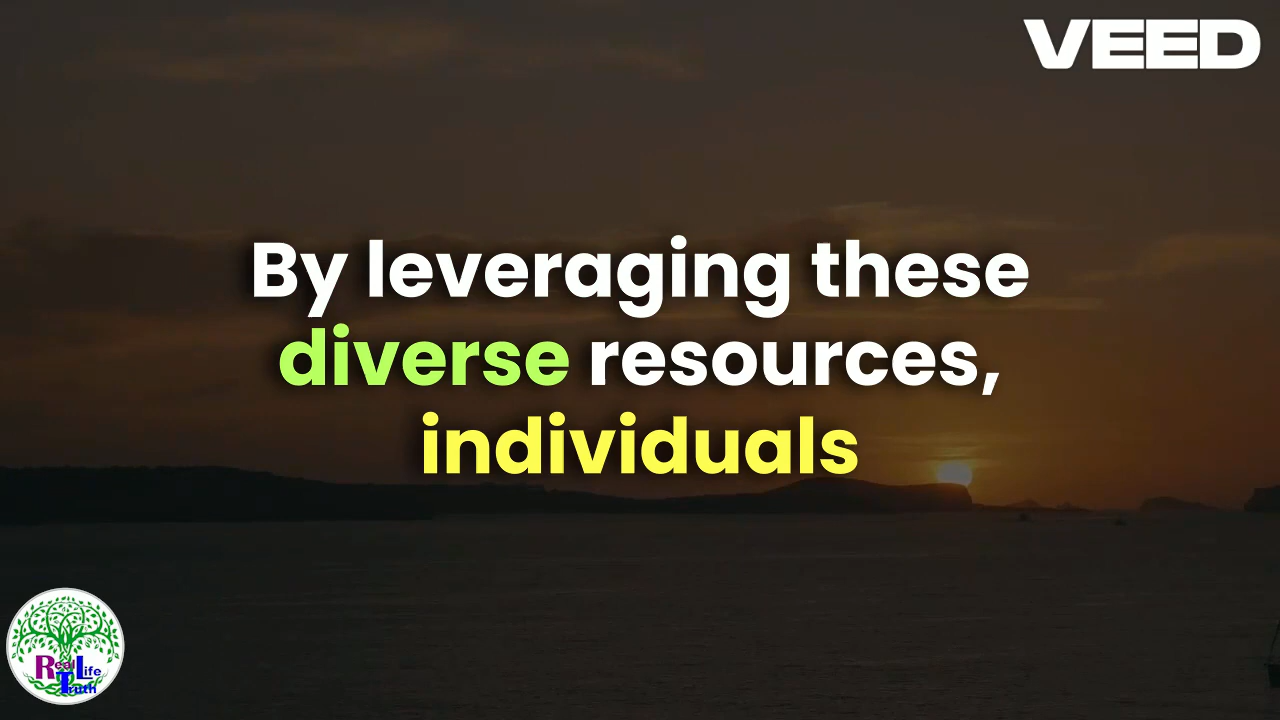 VEED
By leveraging these
diverse resources,
individuals
Real Life
Truth